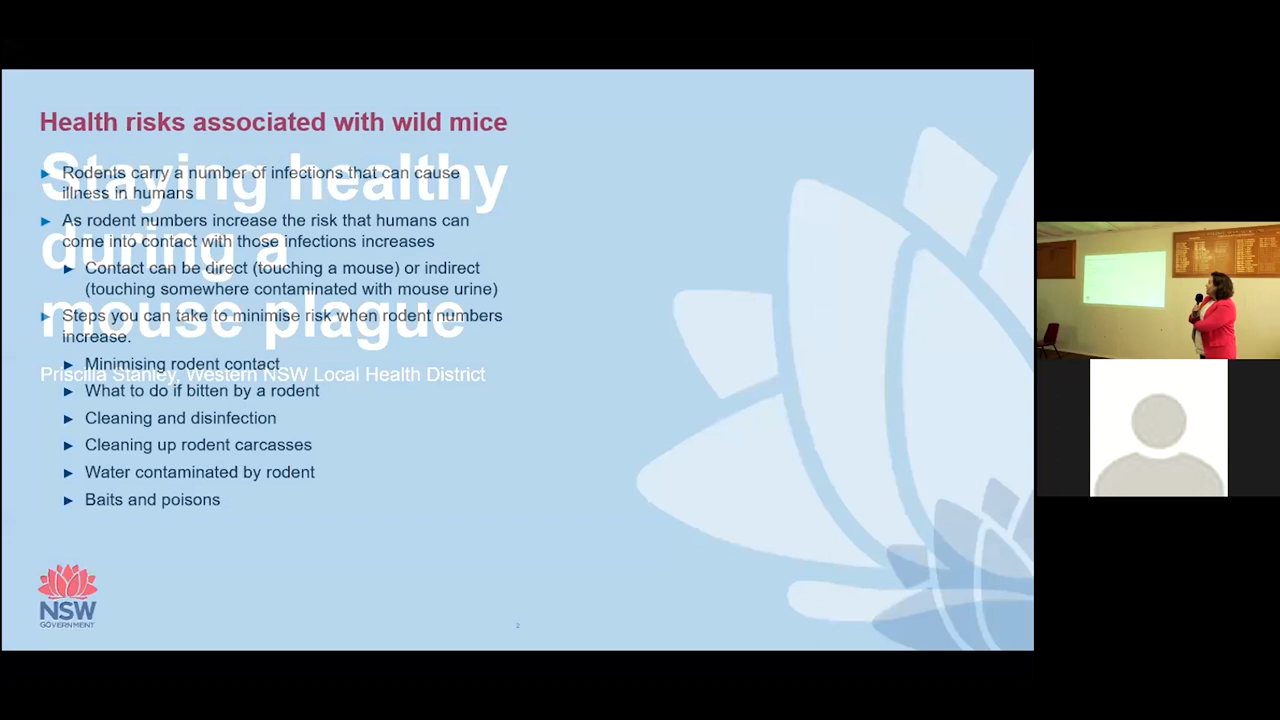 Health risks associated with wild mice
Staying healthy
during a
mouse plague
Priscilla Stanley, Western NSW Local Health District
► Rodents carry a number of infections that can cause
illness in humans
► As rodent numbers increase the risk that humans can
come into contact with those infections increases
► Contact can be direct (touching a mouse) or indirect
(touching somewhere contaminated with mouse urine)
► Steps you can take to minimise risk when rodent numbers
increase.
► Minimising rodent contact
► What to do if bitten by a rodent
► Cleaning and disinfection
► Cleaning up rodent carcasses
► Water contaminated by rodent
► Baits and poisons
NSW
GOVERNMENT
2